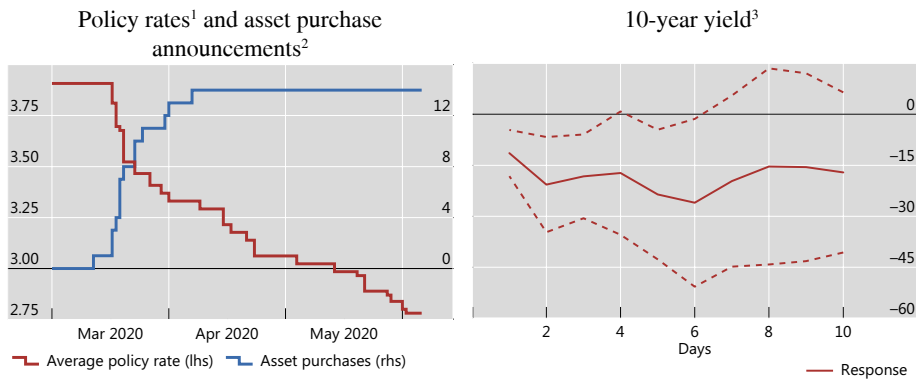 Policy rates¹ and asset purchase
announcements²
3.75
3.50
3.25
3.00
2.75
12
8
4
0
Mar 2020 Apr 2020 May 2020
Average policy rate (lhs) Asset purchases (rhs)
10-year yield³
0
−15
−30
−45
−60
2 4 6 8 10
Days
Response